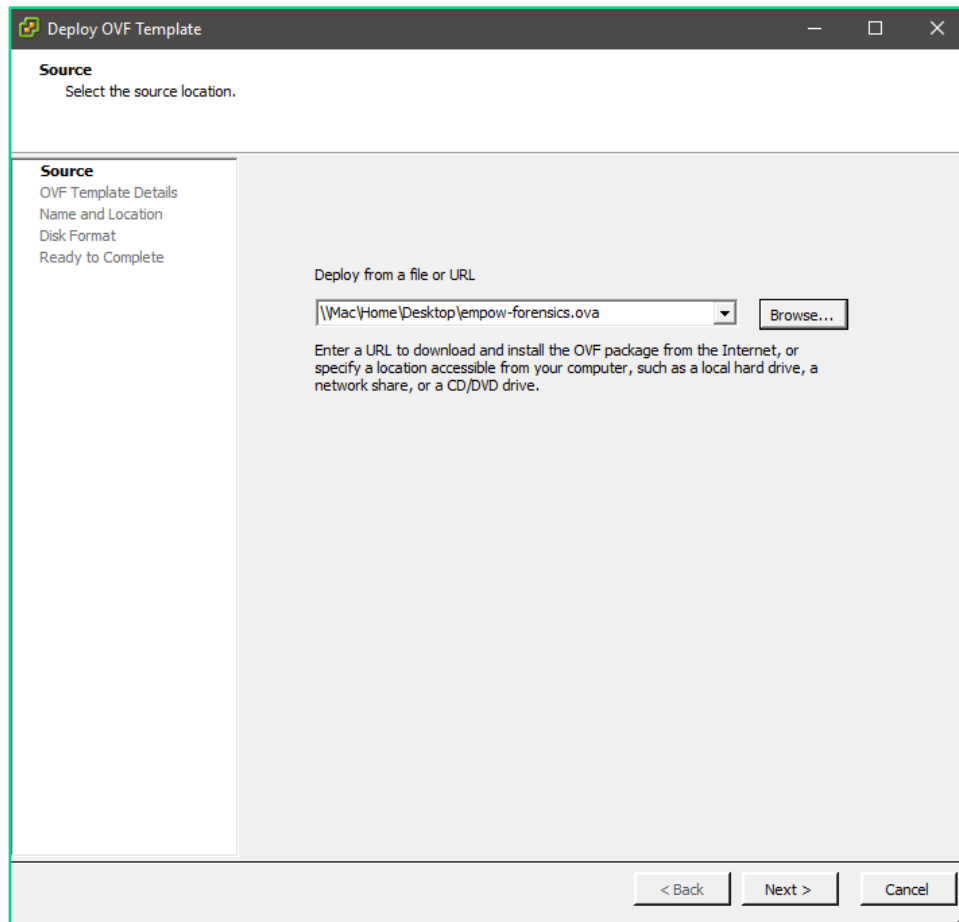 Deploy OVF Template
Source
Select the source location.
Source
OVF Template Details
Name and Location
Disk Format
Ready to Complete
Deploy from a file or URL
\\Mac\Home\Desktop\empow-forensics.ova
Browse...
Enter a URL to download and install the OVF package from the Internet, or
specify a location accessible from your computer, such as a local hard drive, a
network share, or a CD/DVD drive.
< Back
Next >
Cancel